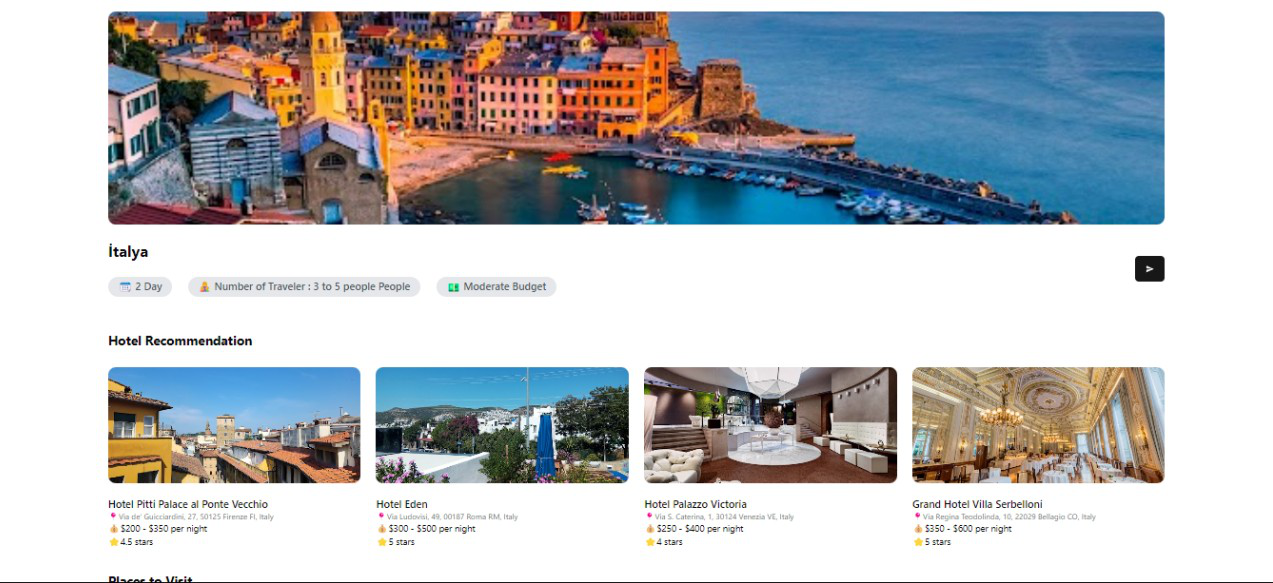 İtalya
2 Day
Number of Traveler : 3 to 5 people People
Moderate Budget
Hotel Recommendation
Hotel Pitti Palace al Ponte Vecchio
Via de' Guicciardini, 27, 50125 Firenze FI, Italy
$200 - $350 per night
4.5 stars
Hotel Eden
Via Ludovisi, 49, 00187 Roma RM, Italy
$300 - $500 per night
5 stars
Hotel Palazzo Victoria
Via S. Caterina, 1, 30124 Venezia VE, Italy
$250 - $400 per night
4 stars
Grand Hotel Villa Serbelloni
Via Regina Teodolinda, 10, 22029 Bellagio CO, Italy
$350 - $600 per night
5 stars
Places to Visit